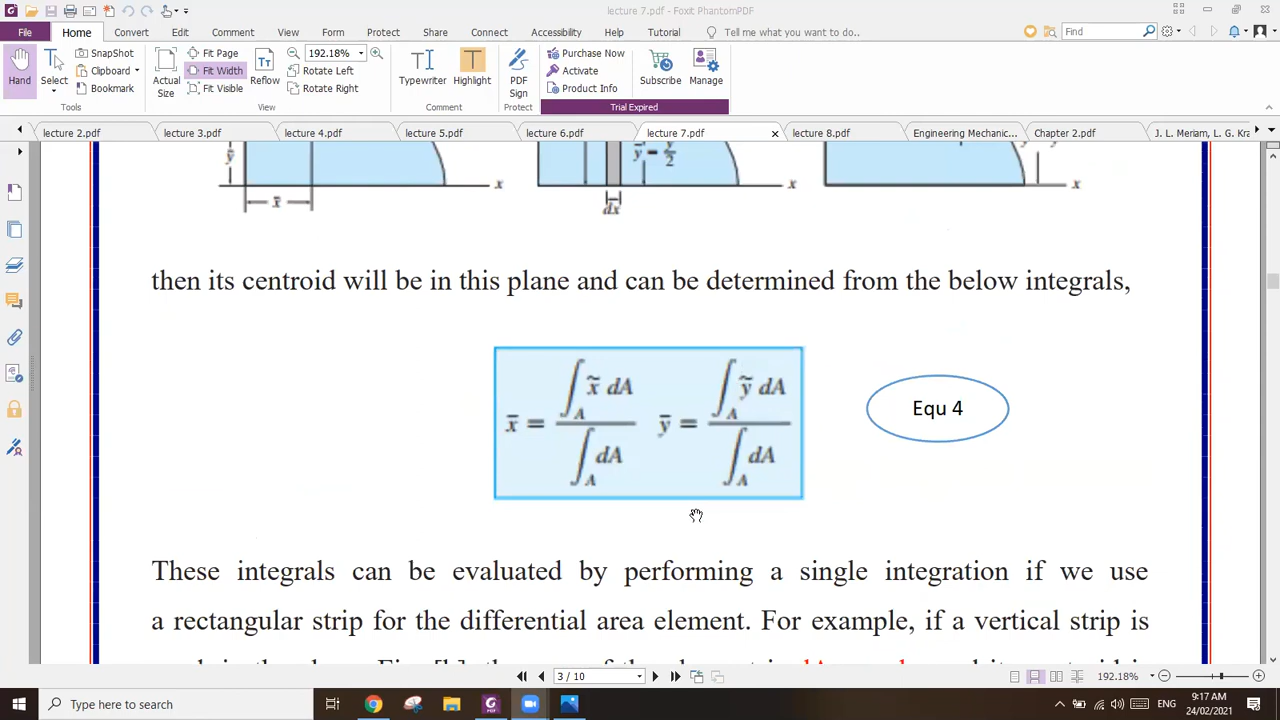 lecture 7.pdf - Foxit PhantomPDF
File Home Convert Edit Organize Comment View Form Protect Share Connect Accessibility Help Tutorial Tell me what you want to do.. Find
Hand Select SnapShot Clipboard Bookmark Actual Size Fit Page Fit Width Fit Visible Reflow 192.18% Rotate Left Rotate Right Typewriter Highlight PDF Sign Purchase Now Activate Product Info Subscribe Manage
Tools View Comment Protect Trial Expired
lecture 2.pdf lecture 3.pdf lecture 4.pdf lecture 5.pdf lecture 6.pdf lecture 7.pdf lecture 8.pdf Engineering Mechanic... Chapter 2.pdf J. L. Meriam, L. G. Kra
ȳ x x̄ ỹ = y/2 x dx x
then its centroid will be in this plane and can be determined from the below integrals,
x̄ = ∫A x̃ dA / ∫A dA ȳ = ∫A ỹ dA / ∫A dA
Equ 4
These integrals can be evaluated by performing a single integration if we use
a rectangular strip for the differential area element. For example, if a vertical strip is
3 / 10 192.18%
Type here to search
ENG 9:17 AM
24/02/2021